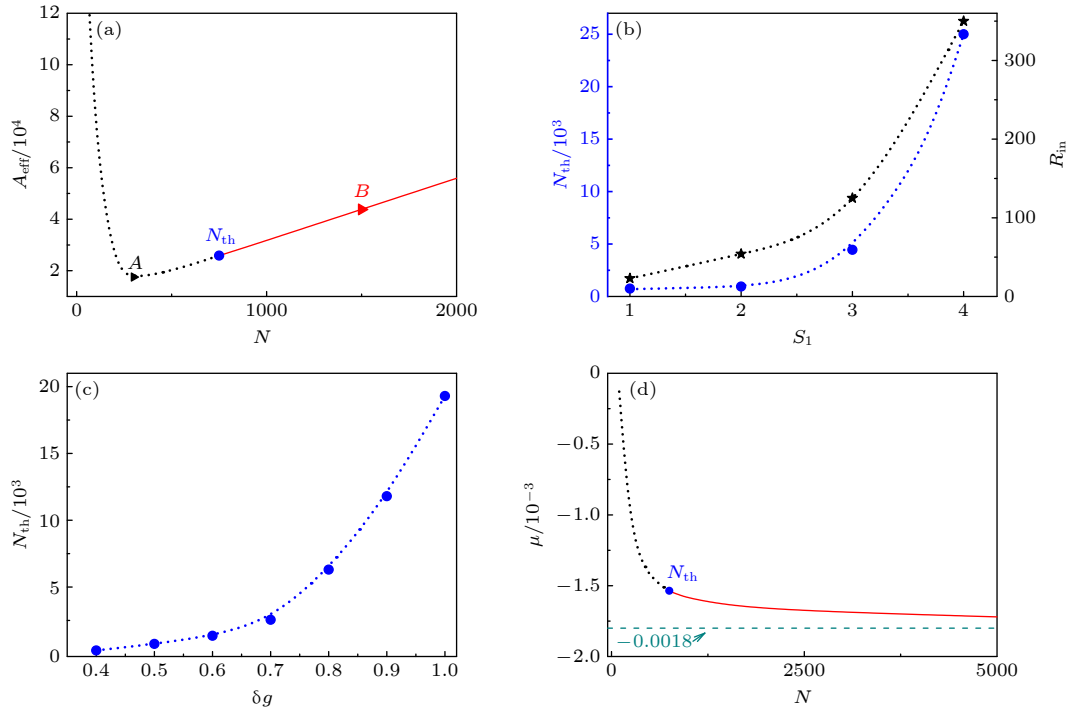 (a)
12
10
8
6
4
2
A_eff/10^4
A
N_th
B
0
1000
2000
N
(b)
25
20
15
10
5
0
N_th/10^3
300
200
100
0
R_in
1
2
3
4
S_1
(c)
20
15
10
5
0
N_th/10^3
0.4
0.5
0.6
0.7
0.8
0.9
1.0
δg
(d)
0
−0.5
−1.0
−1.5
−2.0
μ/10^−3
N_th
−0.0018
0
2500
5000
N